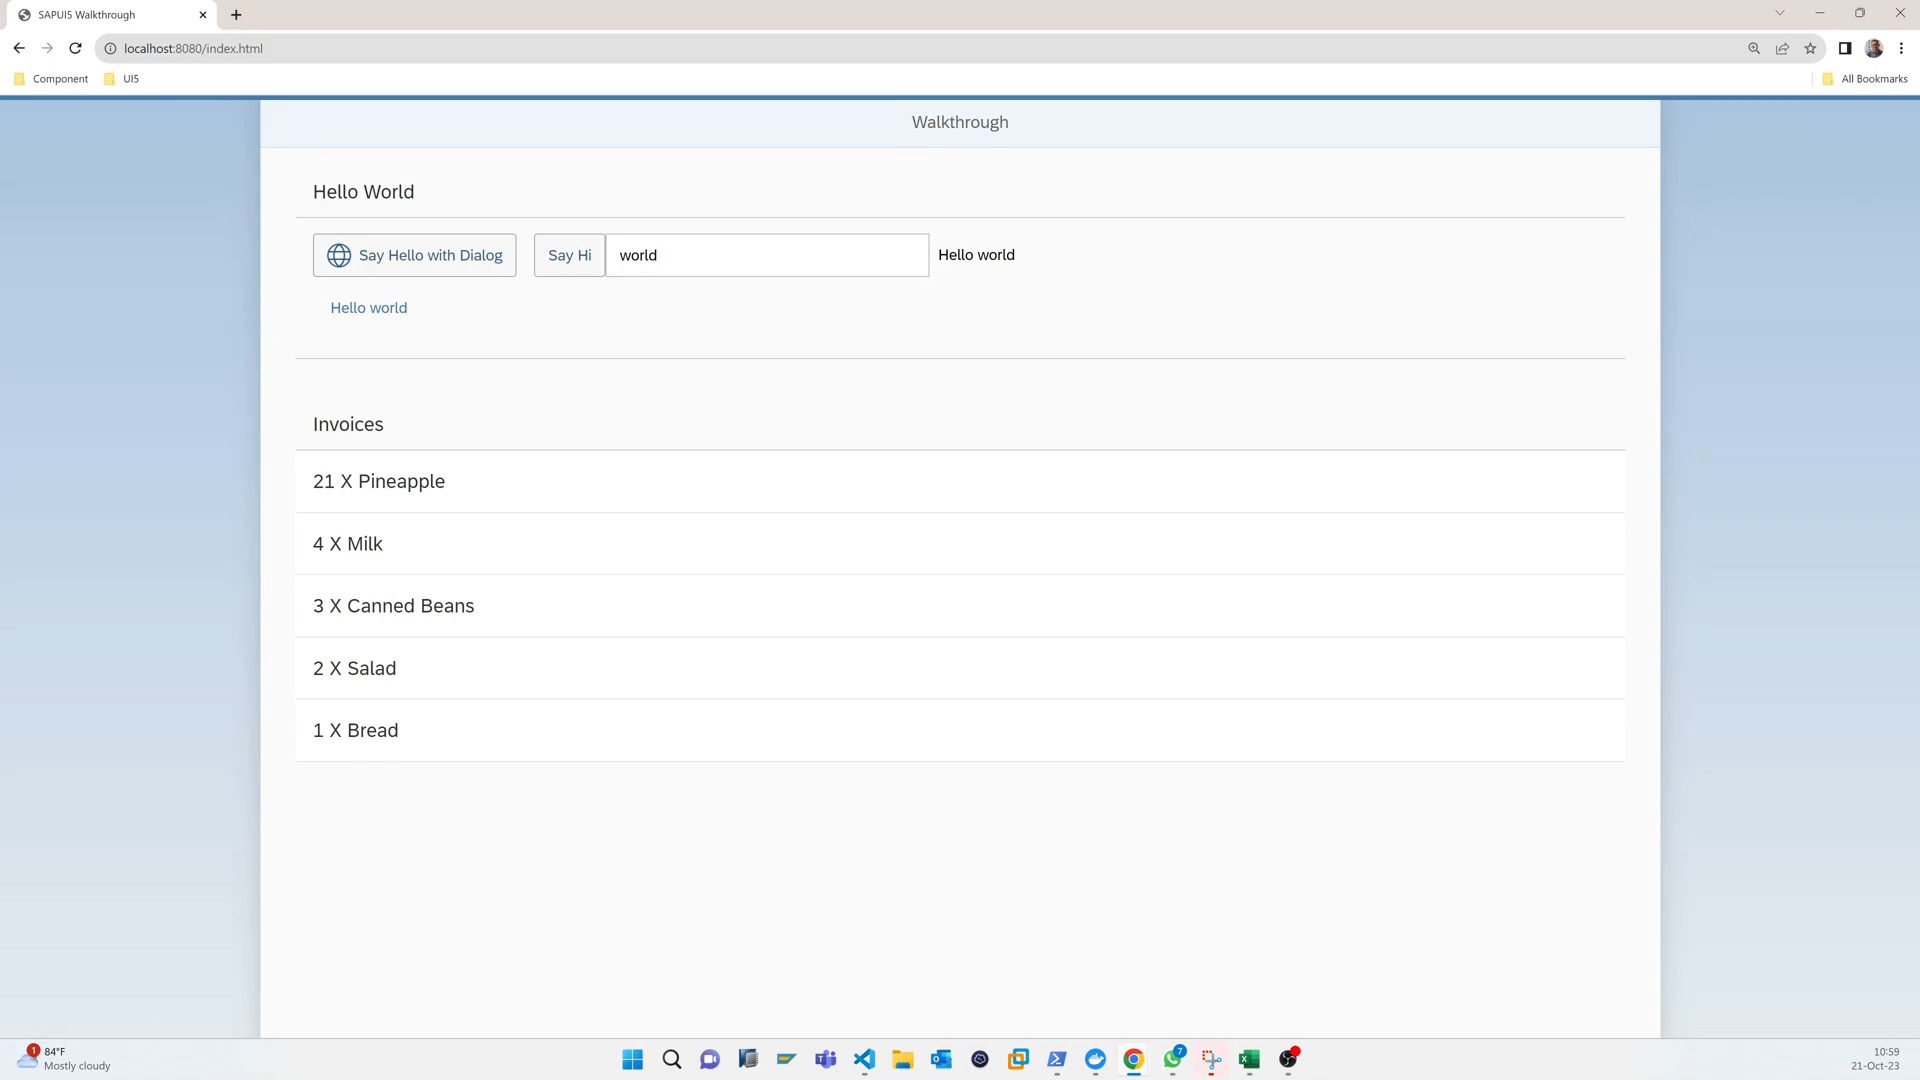 SAPUI5 Walkthrough
localhost:8080/index.html
Component
UI5
All Bookmarks
Walkthrough
Hello World
Say Hello with Dialog
Say Hi
world
Hello world
Hello world
Invoices
21 X Pineapple
4 X Milk
3 X Canned Beans
2 X Salad
1 X Bread
1
84°F
Mostly cloudy
7
10:59
21-Oct-23